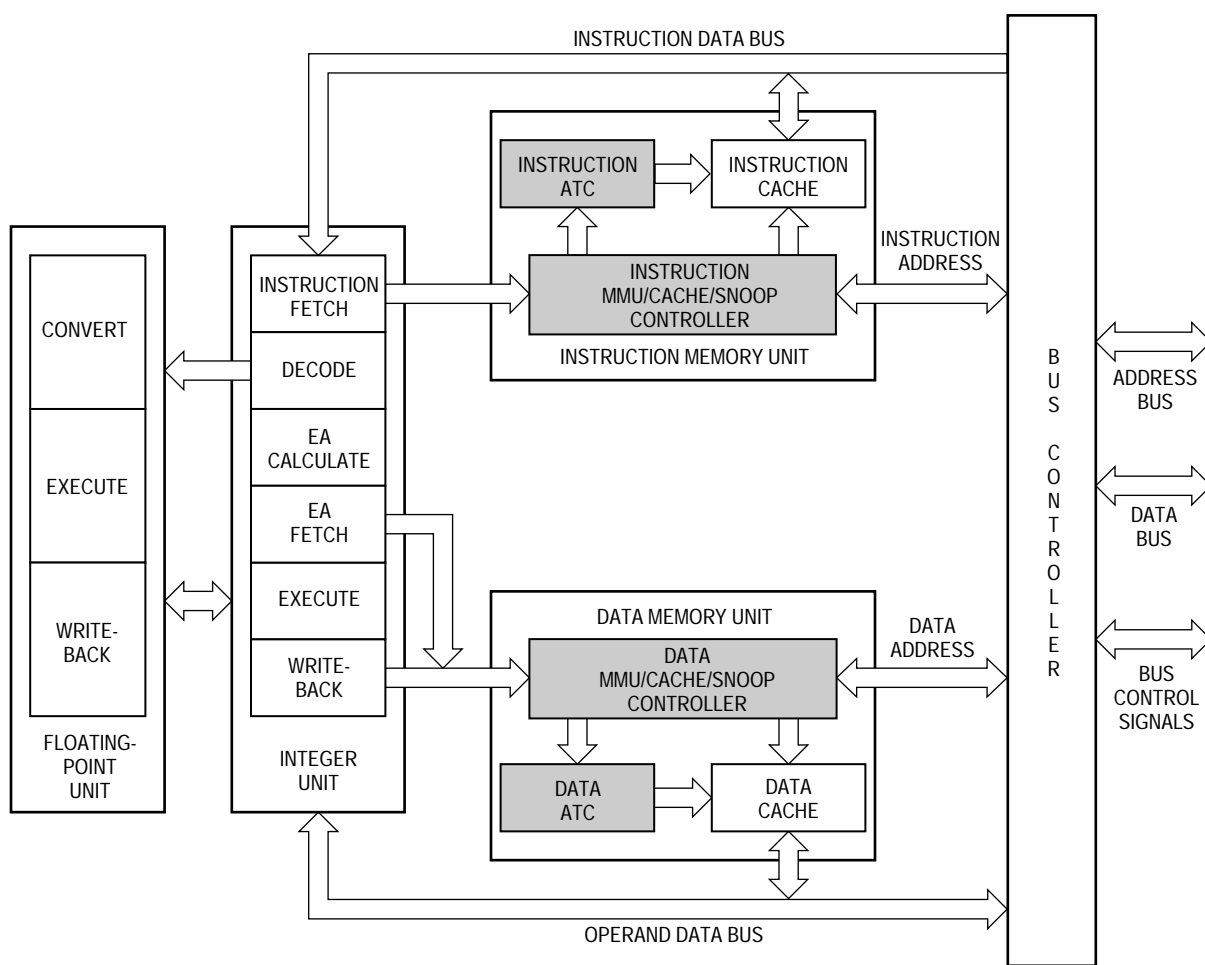 INSTRUCTION DATA BUS
INSTRUCTION
ATC
INSTRUCTION
CACHE
INSTRUCTION
MMU/CACHE/SNOOP
CONTROLLER
INSTRUCTION MEMORY UNIT
INSTRUCTION
ADDRESS
CONVERT
EXECUTE
WRITE-
BACK
FLOATING-
POINT
UNIT
INSTRUCTION
FETCH
DECODE
EA
CALCULATE
EA
FETCH
EXECUTE
WRITE-
BACK
INTEGER
UNIT
DATA MEMORY UNIT
DATA
MMU/CACHE/SNOOP
CONTROLLER
DATA
ATC
DATA
CACHE
DATA
ADDRESS
OPERAND DATA BUS
BUS CONTROLLER
ADDRESS
BUS
DATA
BUS
BUS
CONTROL
SIGNALS